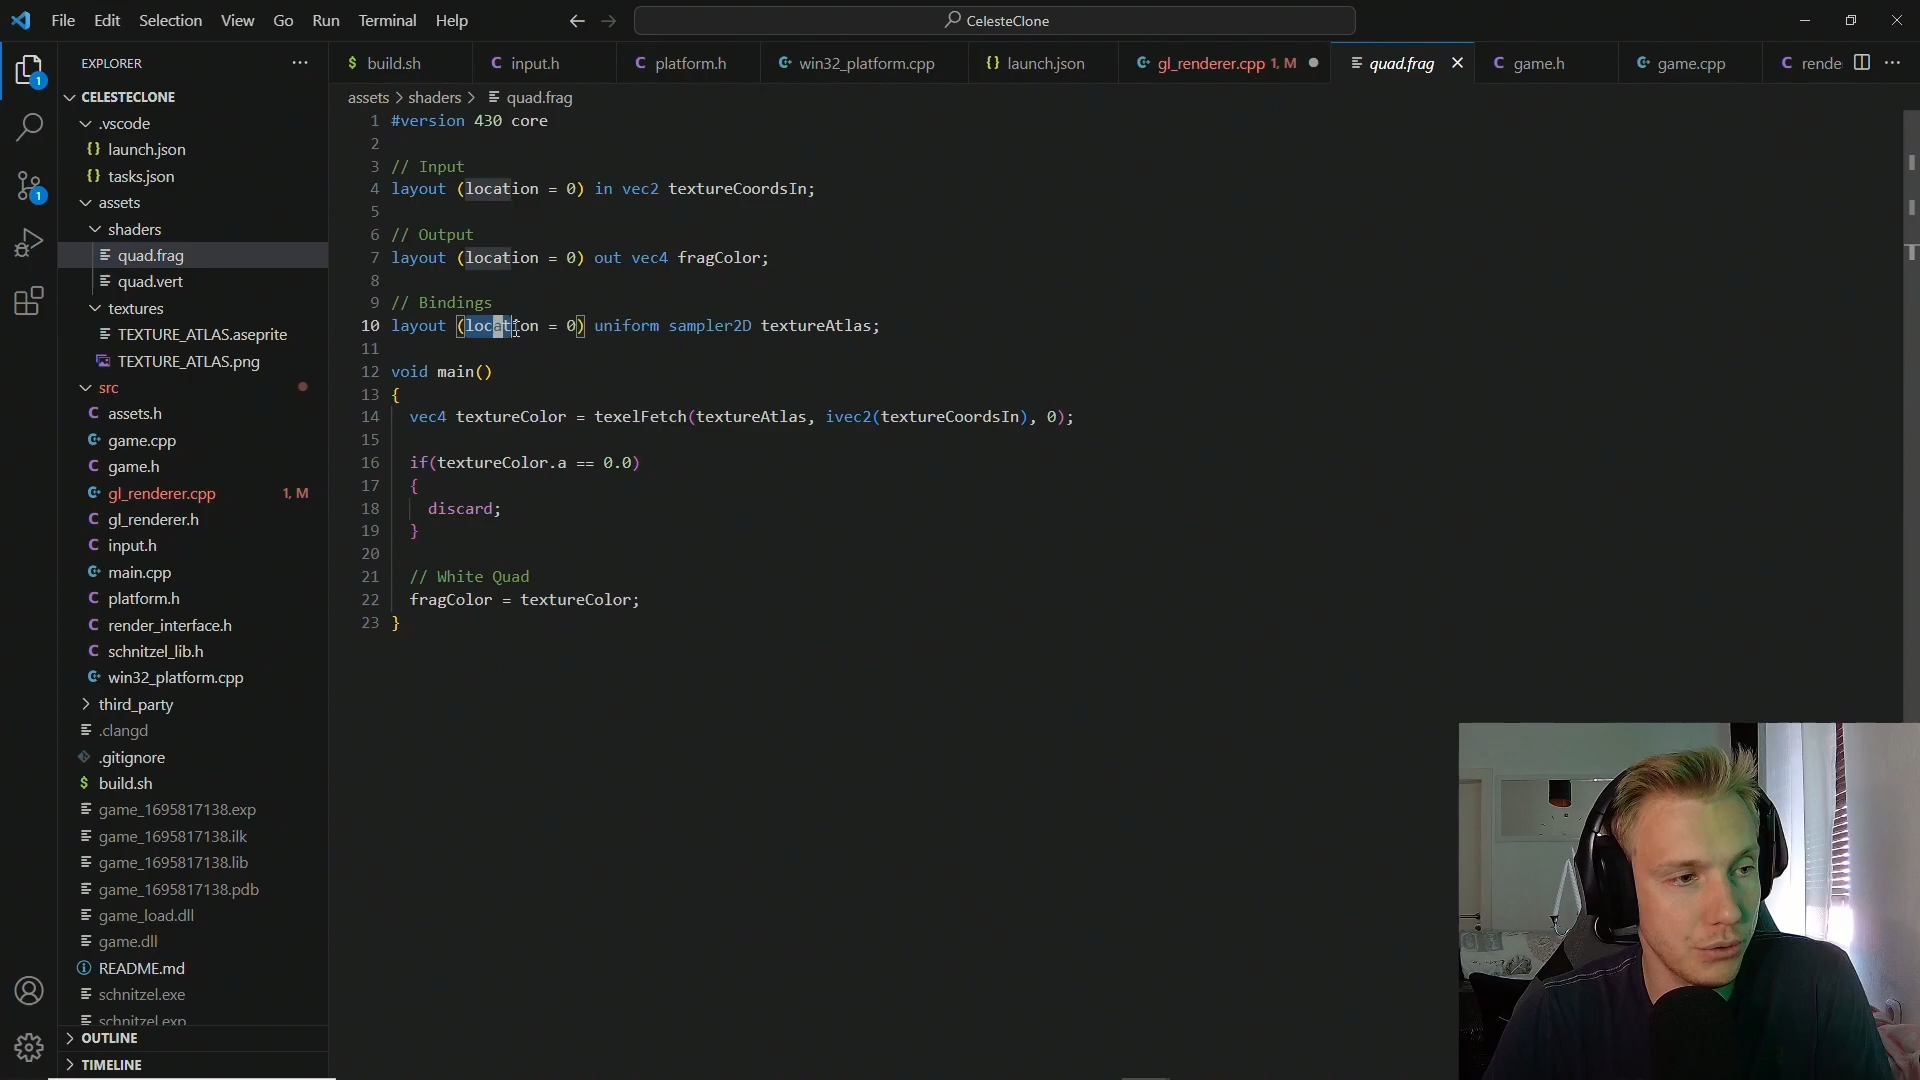 File Edit Selection View Go Run Terminal Help
CelesteClone
EXPLORER
build.sh
input.h
platform.h
win32_platform.cpp
launch.json
gl_renderer.cpp 1, M
quad.frag
game.h
game.cpp
rende
CELESTECLONE
.vscode
launch.json
tasks.json
assets
shaders
quad.frag
quad.vert
textures
TEXTURE_ATLAS.aseprite
TEXTURE_ATLAS.png
src
assets.h
game.cpp
game.h
gl_renderer.cpp 1, M
gl_renderer.h
input.h
main.cpp
platform.h
render_interface.h
schnitzel_lib.h
win32_platform.cpp
third_party
.clangd
.gitignore
build.sh
game_1695817138.exp
game_1695817138.ilk
game_1695817138.lib
game_1695817138.pdb
game_load.dll
game.dll
README.md
schnitzel.exe
schnitzel.exp
OUTLINE
TIMELINE
1
1
assets > shaders > quad.frag
1 #version 430 core
2
3 // Input
4 layout (location = 0) in vec2 textureCoordsIn;
5
6 // Output
7 layout (location = 0) out vec4 fragColor;
8
9 // Bindings
10 layout (location = 0) uniform sampler2D textureAtlas;
11
12 void main()
13 {
14 vec4 textureColor = texelFetch(textureAtlas, ivec2(textureCoordsIn), 0);
15
16 if(textureColor.a == 0.0)
17 {
18 discard;
19 }
20
21 // White Quad
22 fragColor = textureColor;
23 }